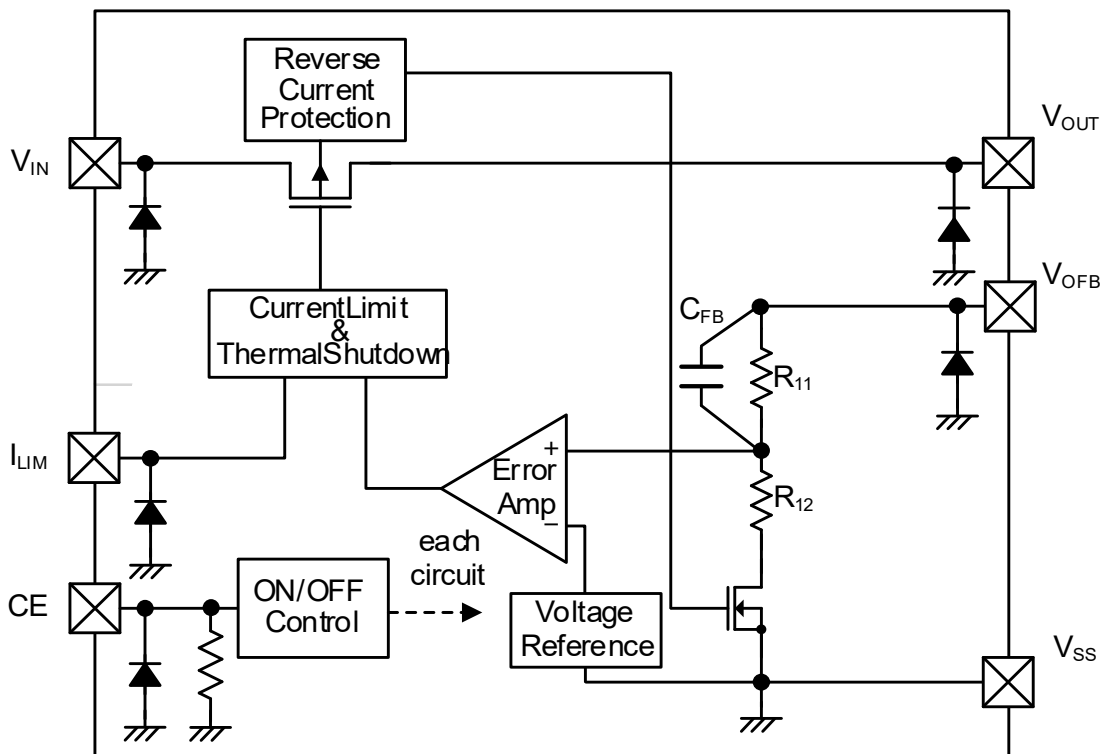 Reverse
Current
Protection
VIN
VOUT
VOFB
CurrentLimit
&
ThermalShutdown
CFB
R11
ILIM
+
Error
Amp
−
R12
each
circuit
CE
ON/OFF
Control
Voltage
Reference
VSS